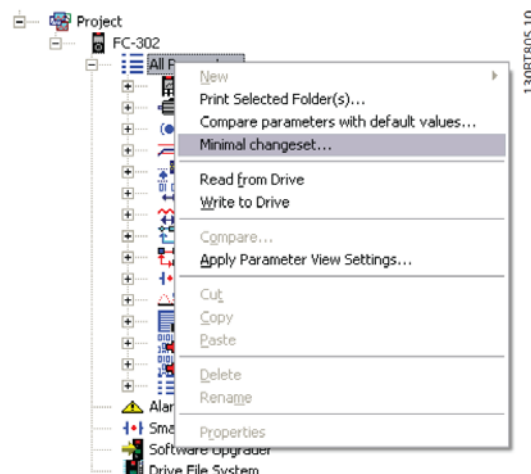 Project
FC-302
All P
New
Print Selected Folder(s)...
Compare parameters with default values...
Minimal changeset...
Read from Drive
Write to Drive
Compare...
Apply Parameter View Settings...
Cut
Copy
Paste
Delete
Rename
Properties
Alar
Sma
Software Upgrader
Drive File System
130BT805.10